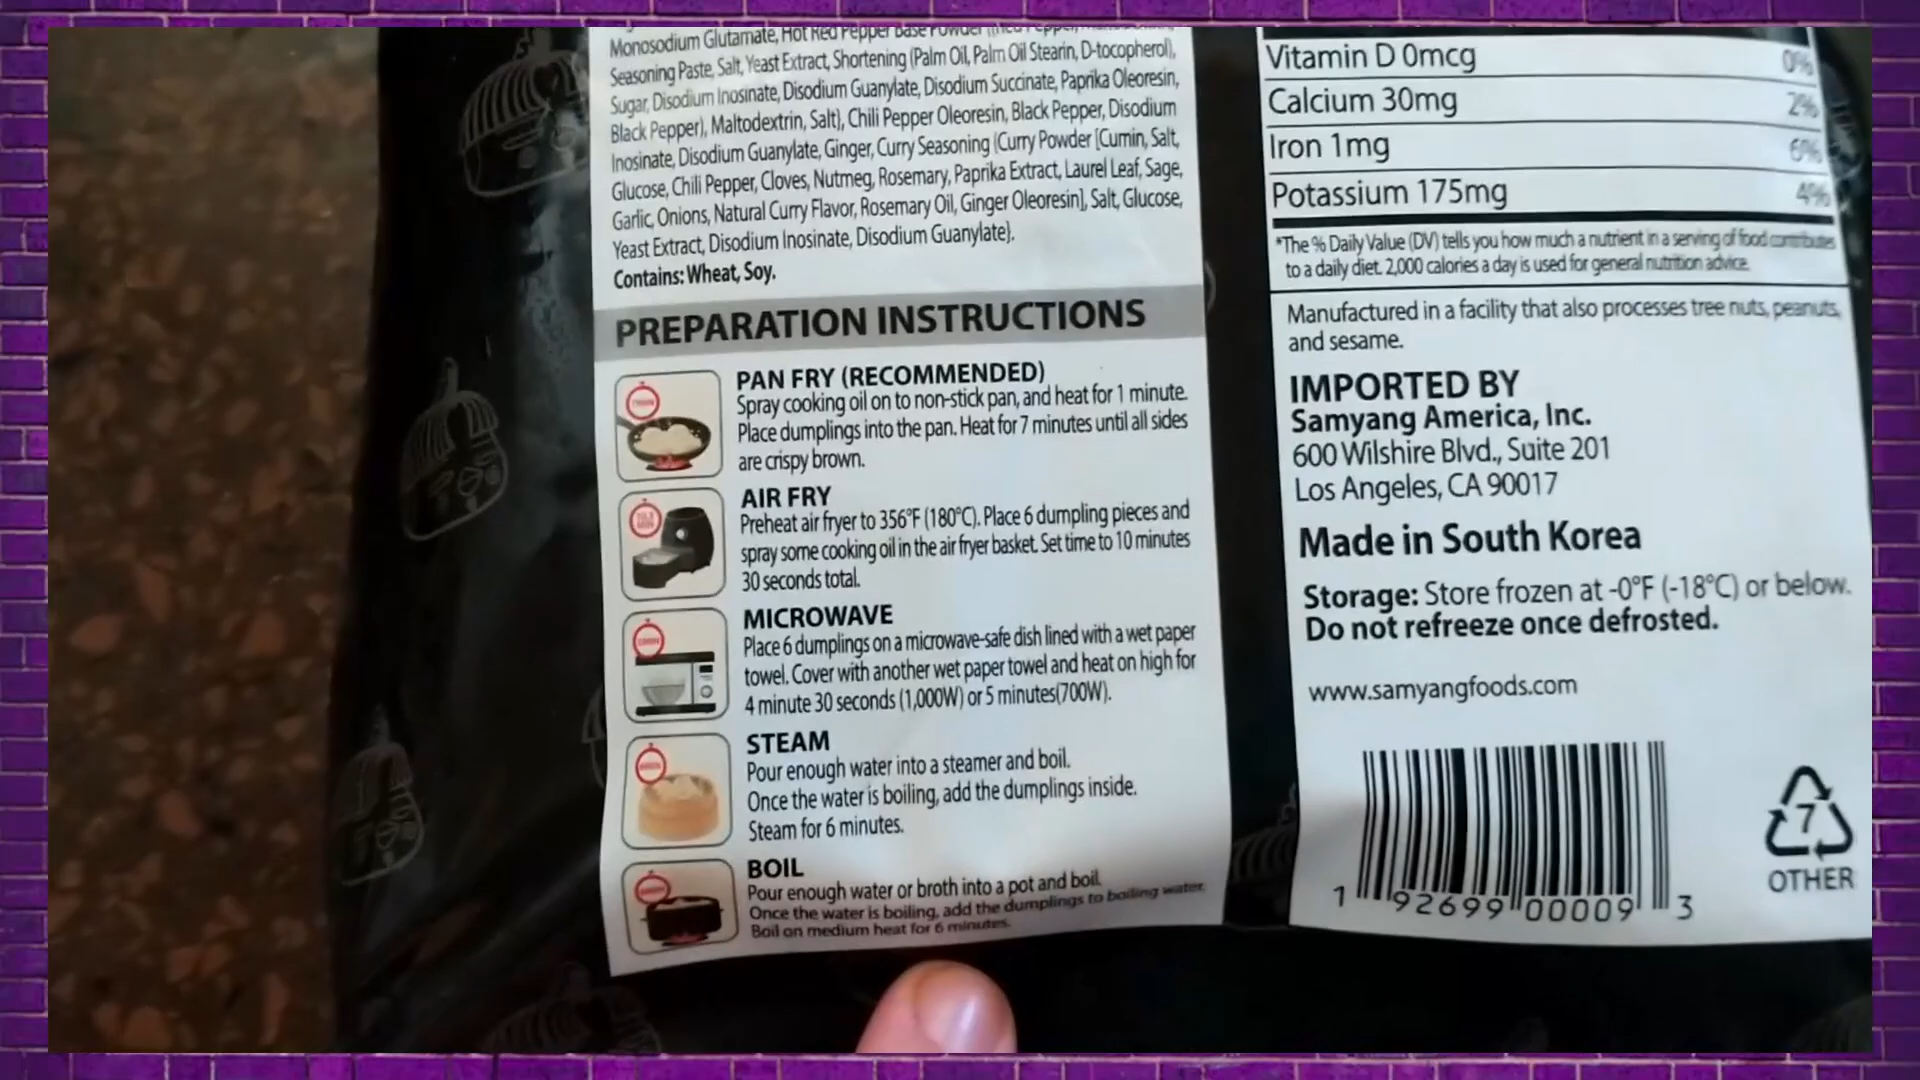 Monosodium Glutamate, Hot Red Pepper Base Powder
Seasoning Paste, Salt, Yeast Extract, Shortening (Palm Oil, Palm Oil Stearin, D-tocopherol),
Sugar, Disodium Inosinate, Disodium Guanylate, Disodium Succinate, Paprika Oleoresin,
Black Pepper), Maltodextrin, Salt), Chili Pepper Oleoresin, Black Pepper, Disodium
Inosinate, Disodium Guanylate, Ginger, Curry Seasoning {Curry Powder [Cumin, Salt,
Glucose, Chili Pepper, Cloves, Nutmeg, Rosemary, Paprika Extract, Laurel Leaf, Sage,
Garlic, Onions, Natural Curry Flavor, Rosemary Oil, Ginger Oleoresin], Salt, Glucose,
Yeast Extract, Disodium Inosinate, Disodium Guanylate}.
Contains: Wheat, Soy.
PREPARATION INSTRUCTIONS
PAN FRY (RECOMMENDED)
Spray cooking oil on to non-stick pan, and heat for 1 minute.
Place dumplings into the pan. Heat for 7 minutes until all sides
are crispy brown.
AIR FRY
Preheat air fryer to 356°F (180°C). Place 6 dumpling pieces and
spray some cooking oil in the air fryer basket. Set time to 10 minutes
30 seconds total.
MICROWAVE
Place 6 dumplings on a microwave-safe dish lined with a wet paper
towel. Cover with another wet paper towel and heat on high for
4 minute 30 seconds (1,000W) or 5 minutes(700W).
STEAM
Pour enough water into a steamer and boil.
Once the water is boiling, add the dumplings inside.
Steam for 6 minutes.
BOIL
Pour enough water or broth into a pot and boil.
Once the water is boiling, add the dumplings to boiling water.
Boil on medium heat for 6 minutes.
Vitamin D 0mcg 0%
Calcium 30mg 2%
Iron 1mg 6%
Potassium 175mg 4%
*The % Daily Value (DV) tells you how much a nutrient in a serving of food contributes
to a daily diet. 2,000 calories a day is used for general nutrition advice.
Manufactured in a facility that also processes tree nuts, peanuts,
and sesame.
IMPORTED BY
Samyang America, Inc.
600 Wilshire Blvd., Suite 201
Los Angeles, CA 90017
Made in South Korea
Storage: Store frozen at -0°F (-18°C) or below.
Do not refreeze once defrosted.
www.samyangfoods.com
1 92699 00009 3
7
OTHER